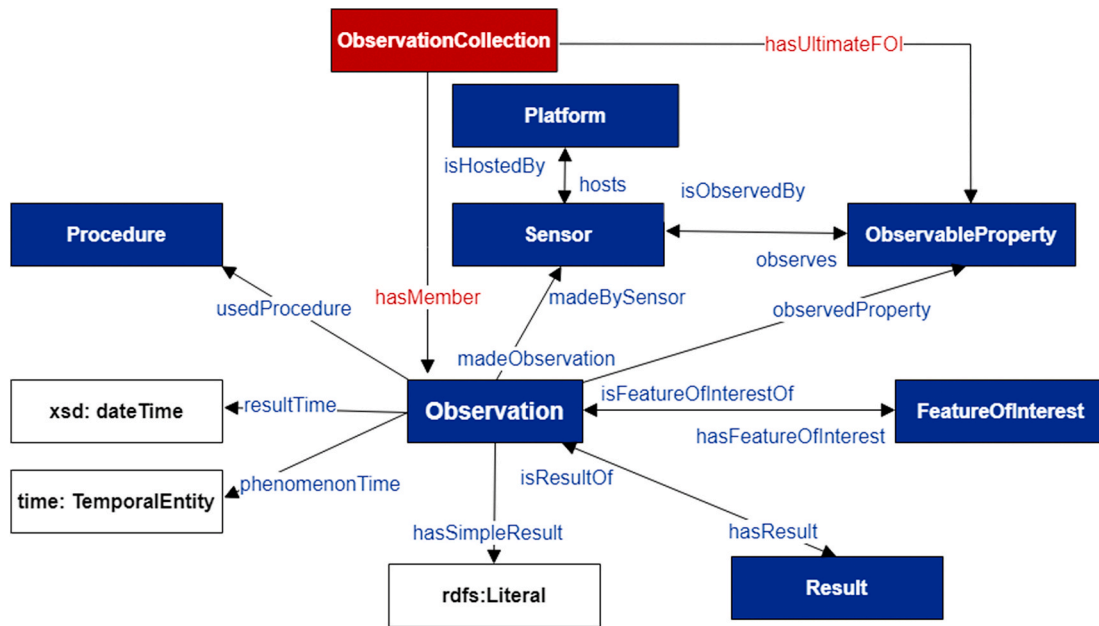 ObservationCollection
hasUltimateFOI
Platform
isHostedBy
hosts
isObservedBy
Procedure
Sensor
ObservableProperty
observes
hasMember
madeBySensor
usedProcedure
observedProperty
madeObservation
xsd: dateTime
resultTime
Observation
isFeatureOfInterestOf
FeatureOfInterest
hasFeatureOfInterest
time: TemporalEntity
phenomenonTime
isResultOf
hasSimpleResult
hasResult
rdfs:Literal
Result